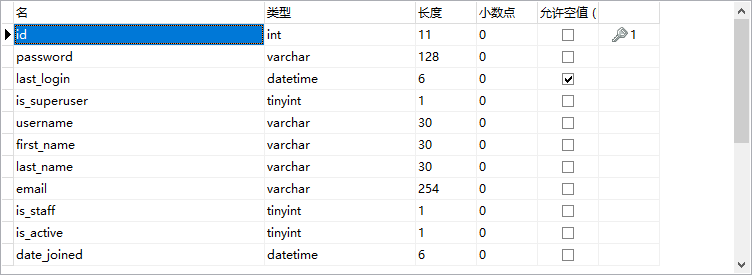 名 类型 长度 小数点 允许空值 (
id int 11 0 1
password varchar 128 0
last_login datetime 6 0
is_superuser tinyint 1 0
username varchar 30 0
first_name varchar 30 0
last_name varchar 30 0
email varchar 254 0
is_staff tinyint 1 0
is_active tinyint 1 0
date_joined datetime 6 0